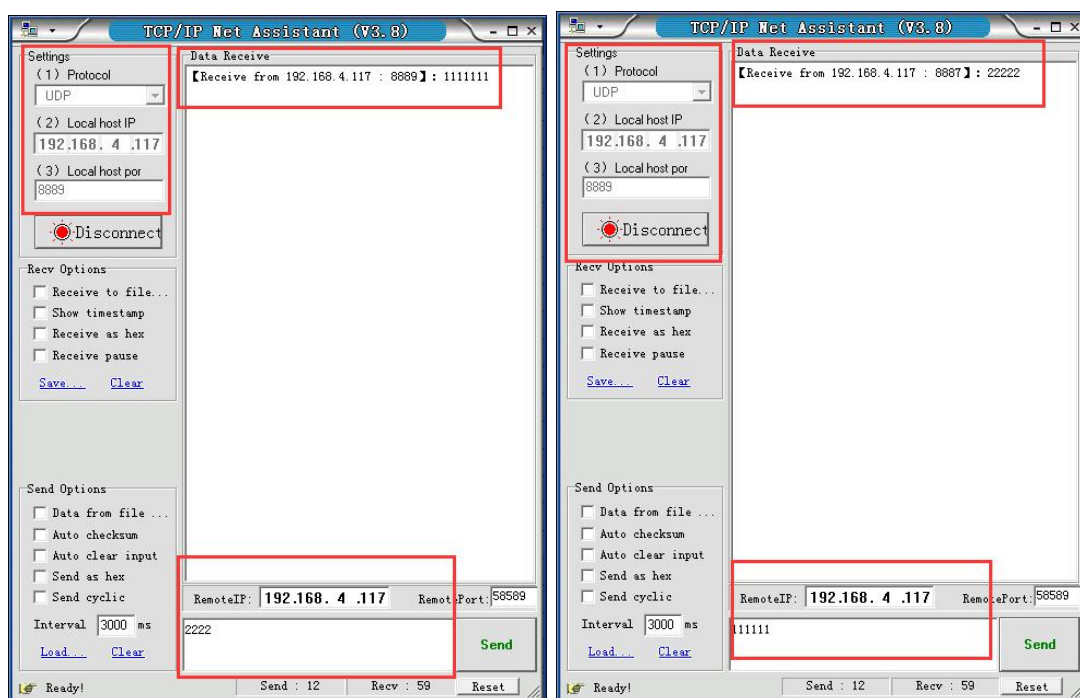 TCP/IP Net Assistant (V3.8)
Settings
(1) Protocol
UDP
(2) Local host IP
192.168. 4 .117
(3) Local host por
8889
Disconnect
Recv Options
Receive to file...
Show timestamp
Receive as hex
Receive pause
Save... Clear
Send Options
Data from file ...
Auto checksum
Auto clear input
Send as hex
Send cyclic
Interval 3000 ms
Load... Clear
Data Receive
【Receive from 192.168.4.117 : 8889】: 1111111
RemoteIP: 192.168. 4 .117 RemotePort: 58589
2222
Send
Ready! Send : 12 Recv : 59 Reset
TCP/IP Net Assistant (V3.8)
Settings
(1) Protocol
UDP
(2) Local host IP
192.168. 4 .117
(3) Local host por
8889
Disconnect
Recv Options
Receive to file...
Show timestamp
Receive as hex
Receive pause
Save... Clear
Send Options
Data from file ...
Auto checksum
Auto clear input
Send as hex
Send cyclic
Interval 3000 ms
Load... Clear
Data Receive
【Receive from 192.168.4.117 : 8887】: 22222
RemoteIP: 192.168. 4 .117 RemotePort: 58589
111111
Send
Ready! Send : 12 Recv : 59 Reset